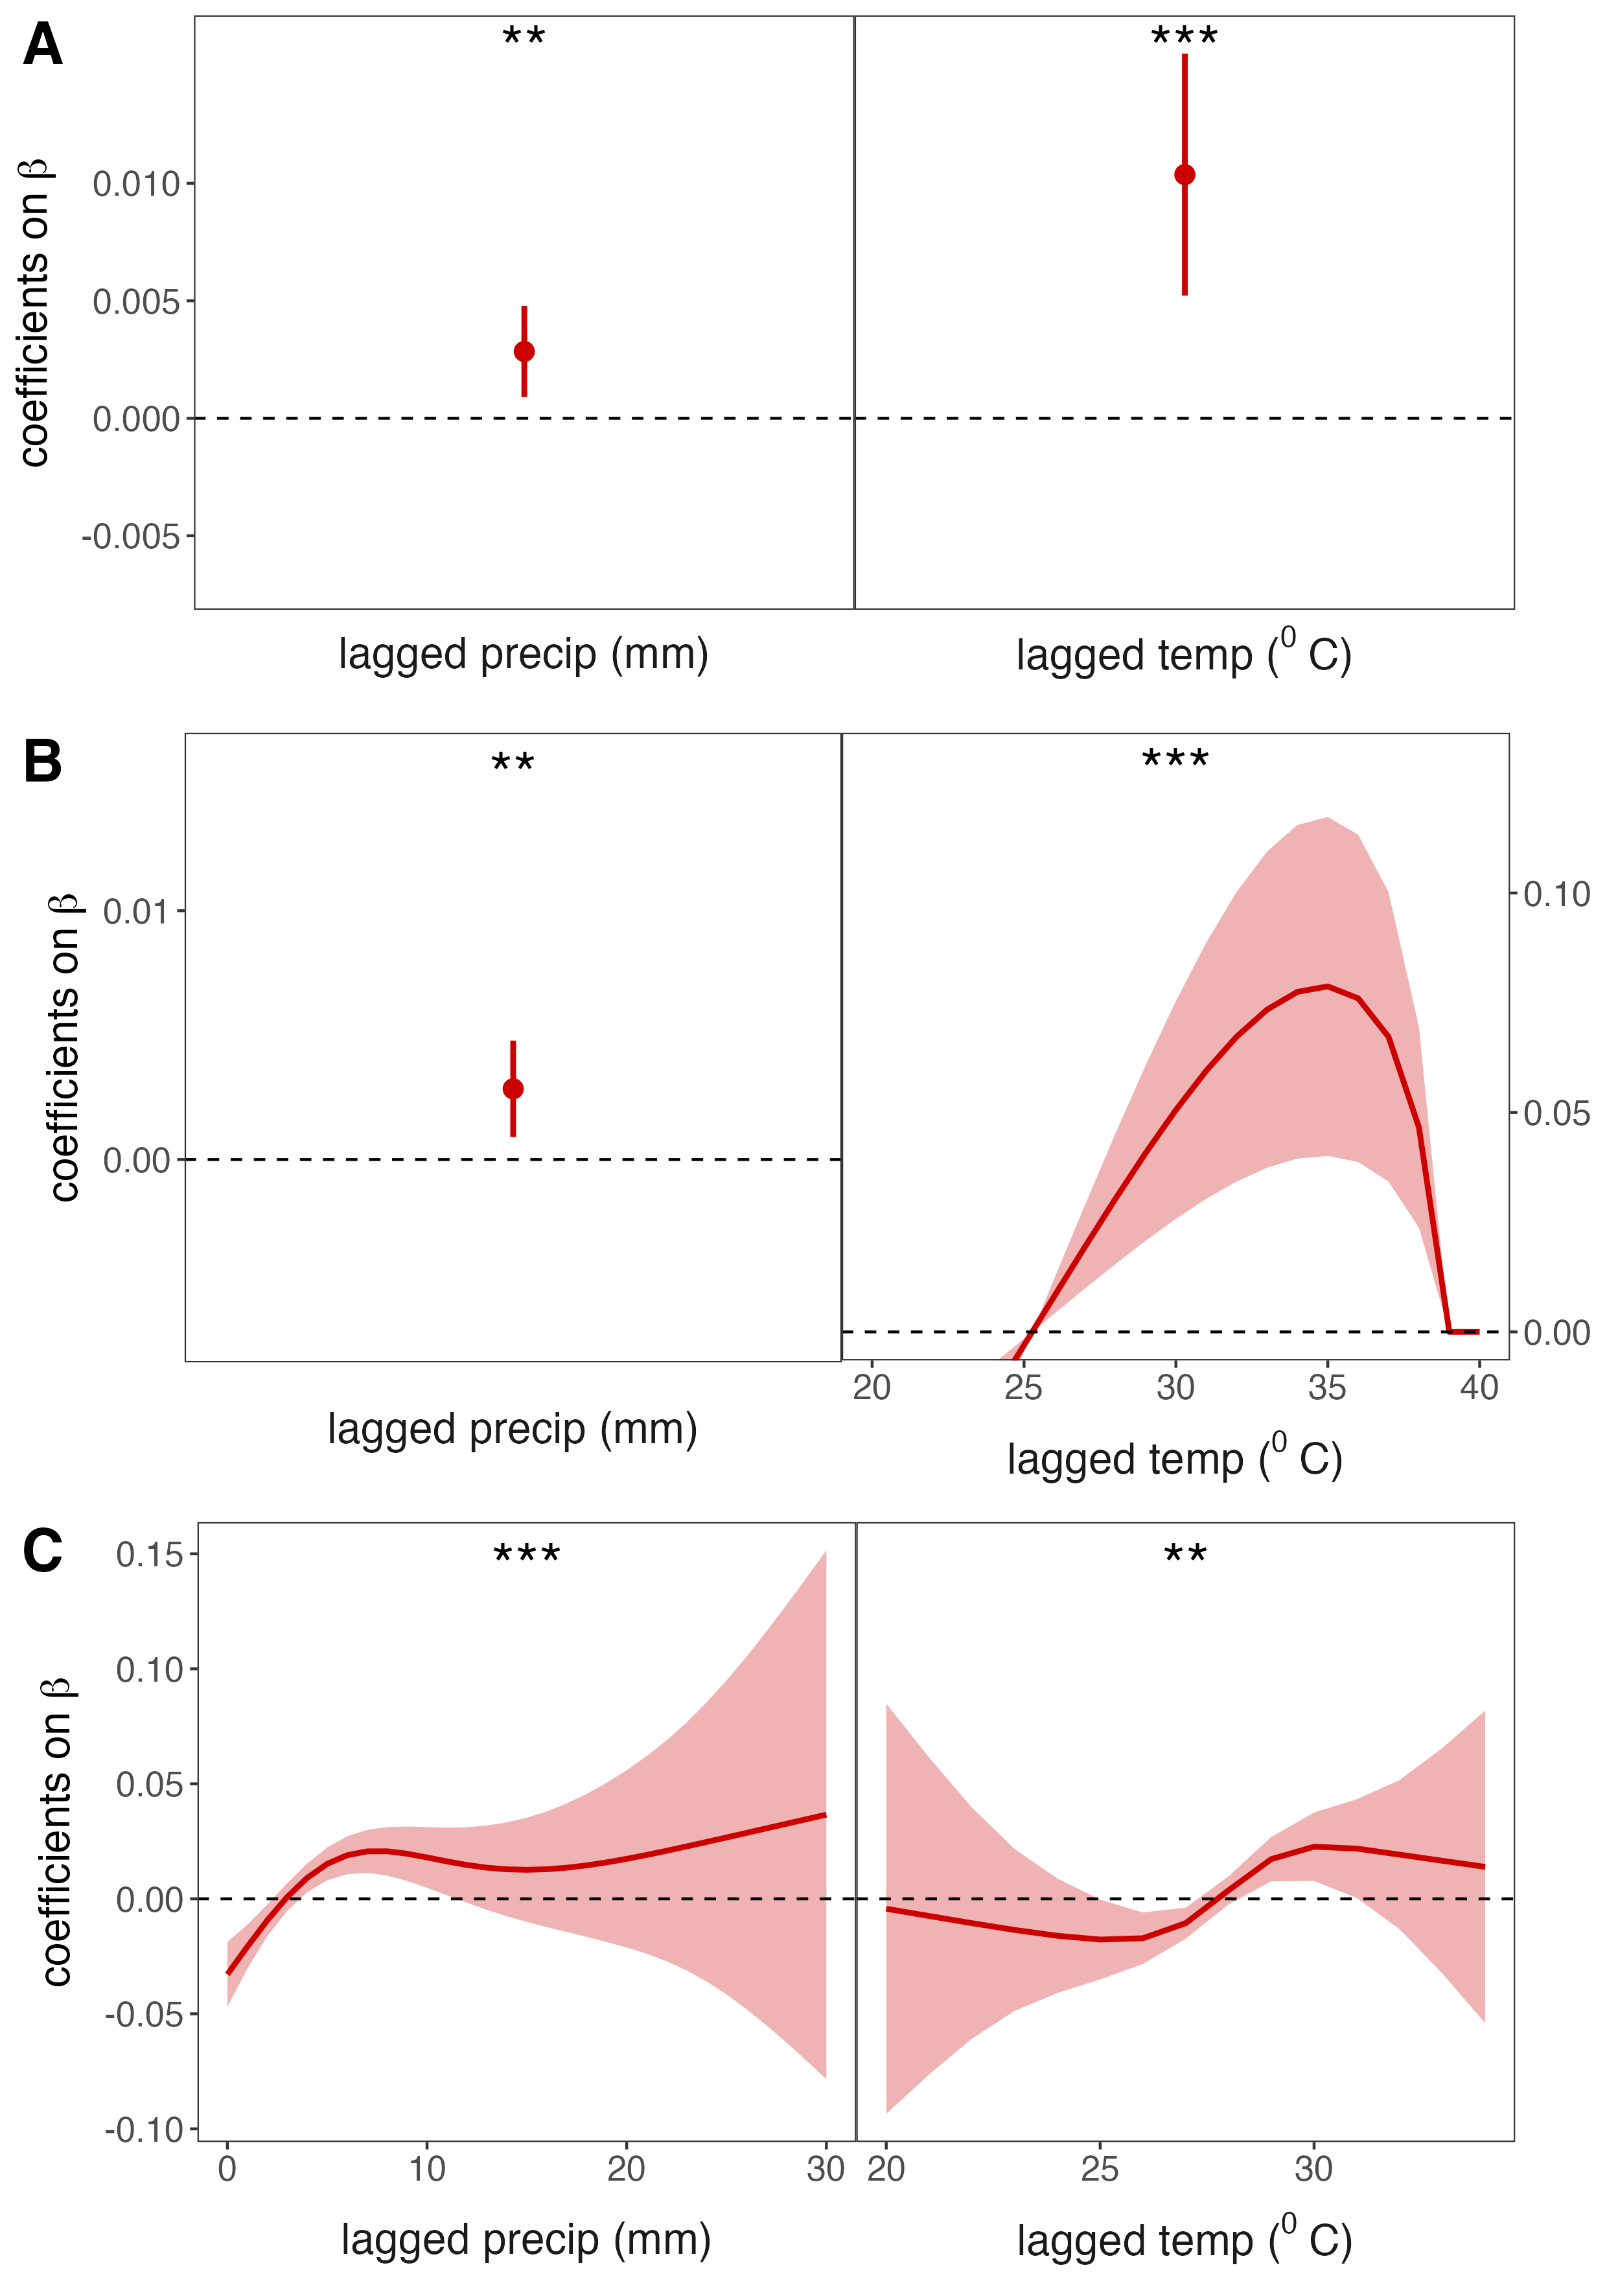 A
** ***
coefficients on β
0.010
0.005
0.000
-0.005
lagged precip (mm) lagged temp (⁰ C)
B
** ***
coefficients on β
0.01
0.00
0.10
0.05
0.00
20 25 30 35 40
lagged precip (mm) lagged temp (⁰ C)
C
*** **
coefficients on β
0.15
0.10
0.05
0.00
-0.05
-0.10
0 10 20 30 20 25 30
lagged precip (mm) lagged temp (⁰ C)